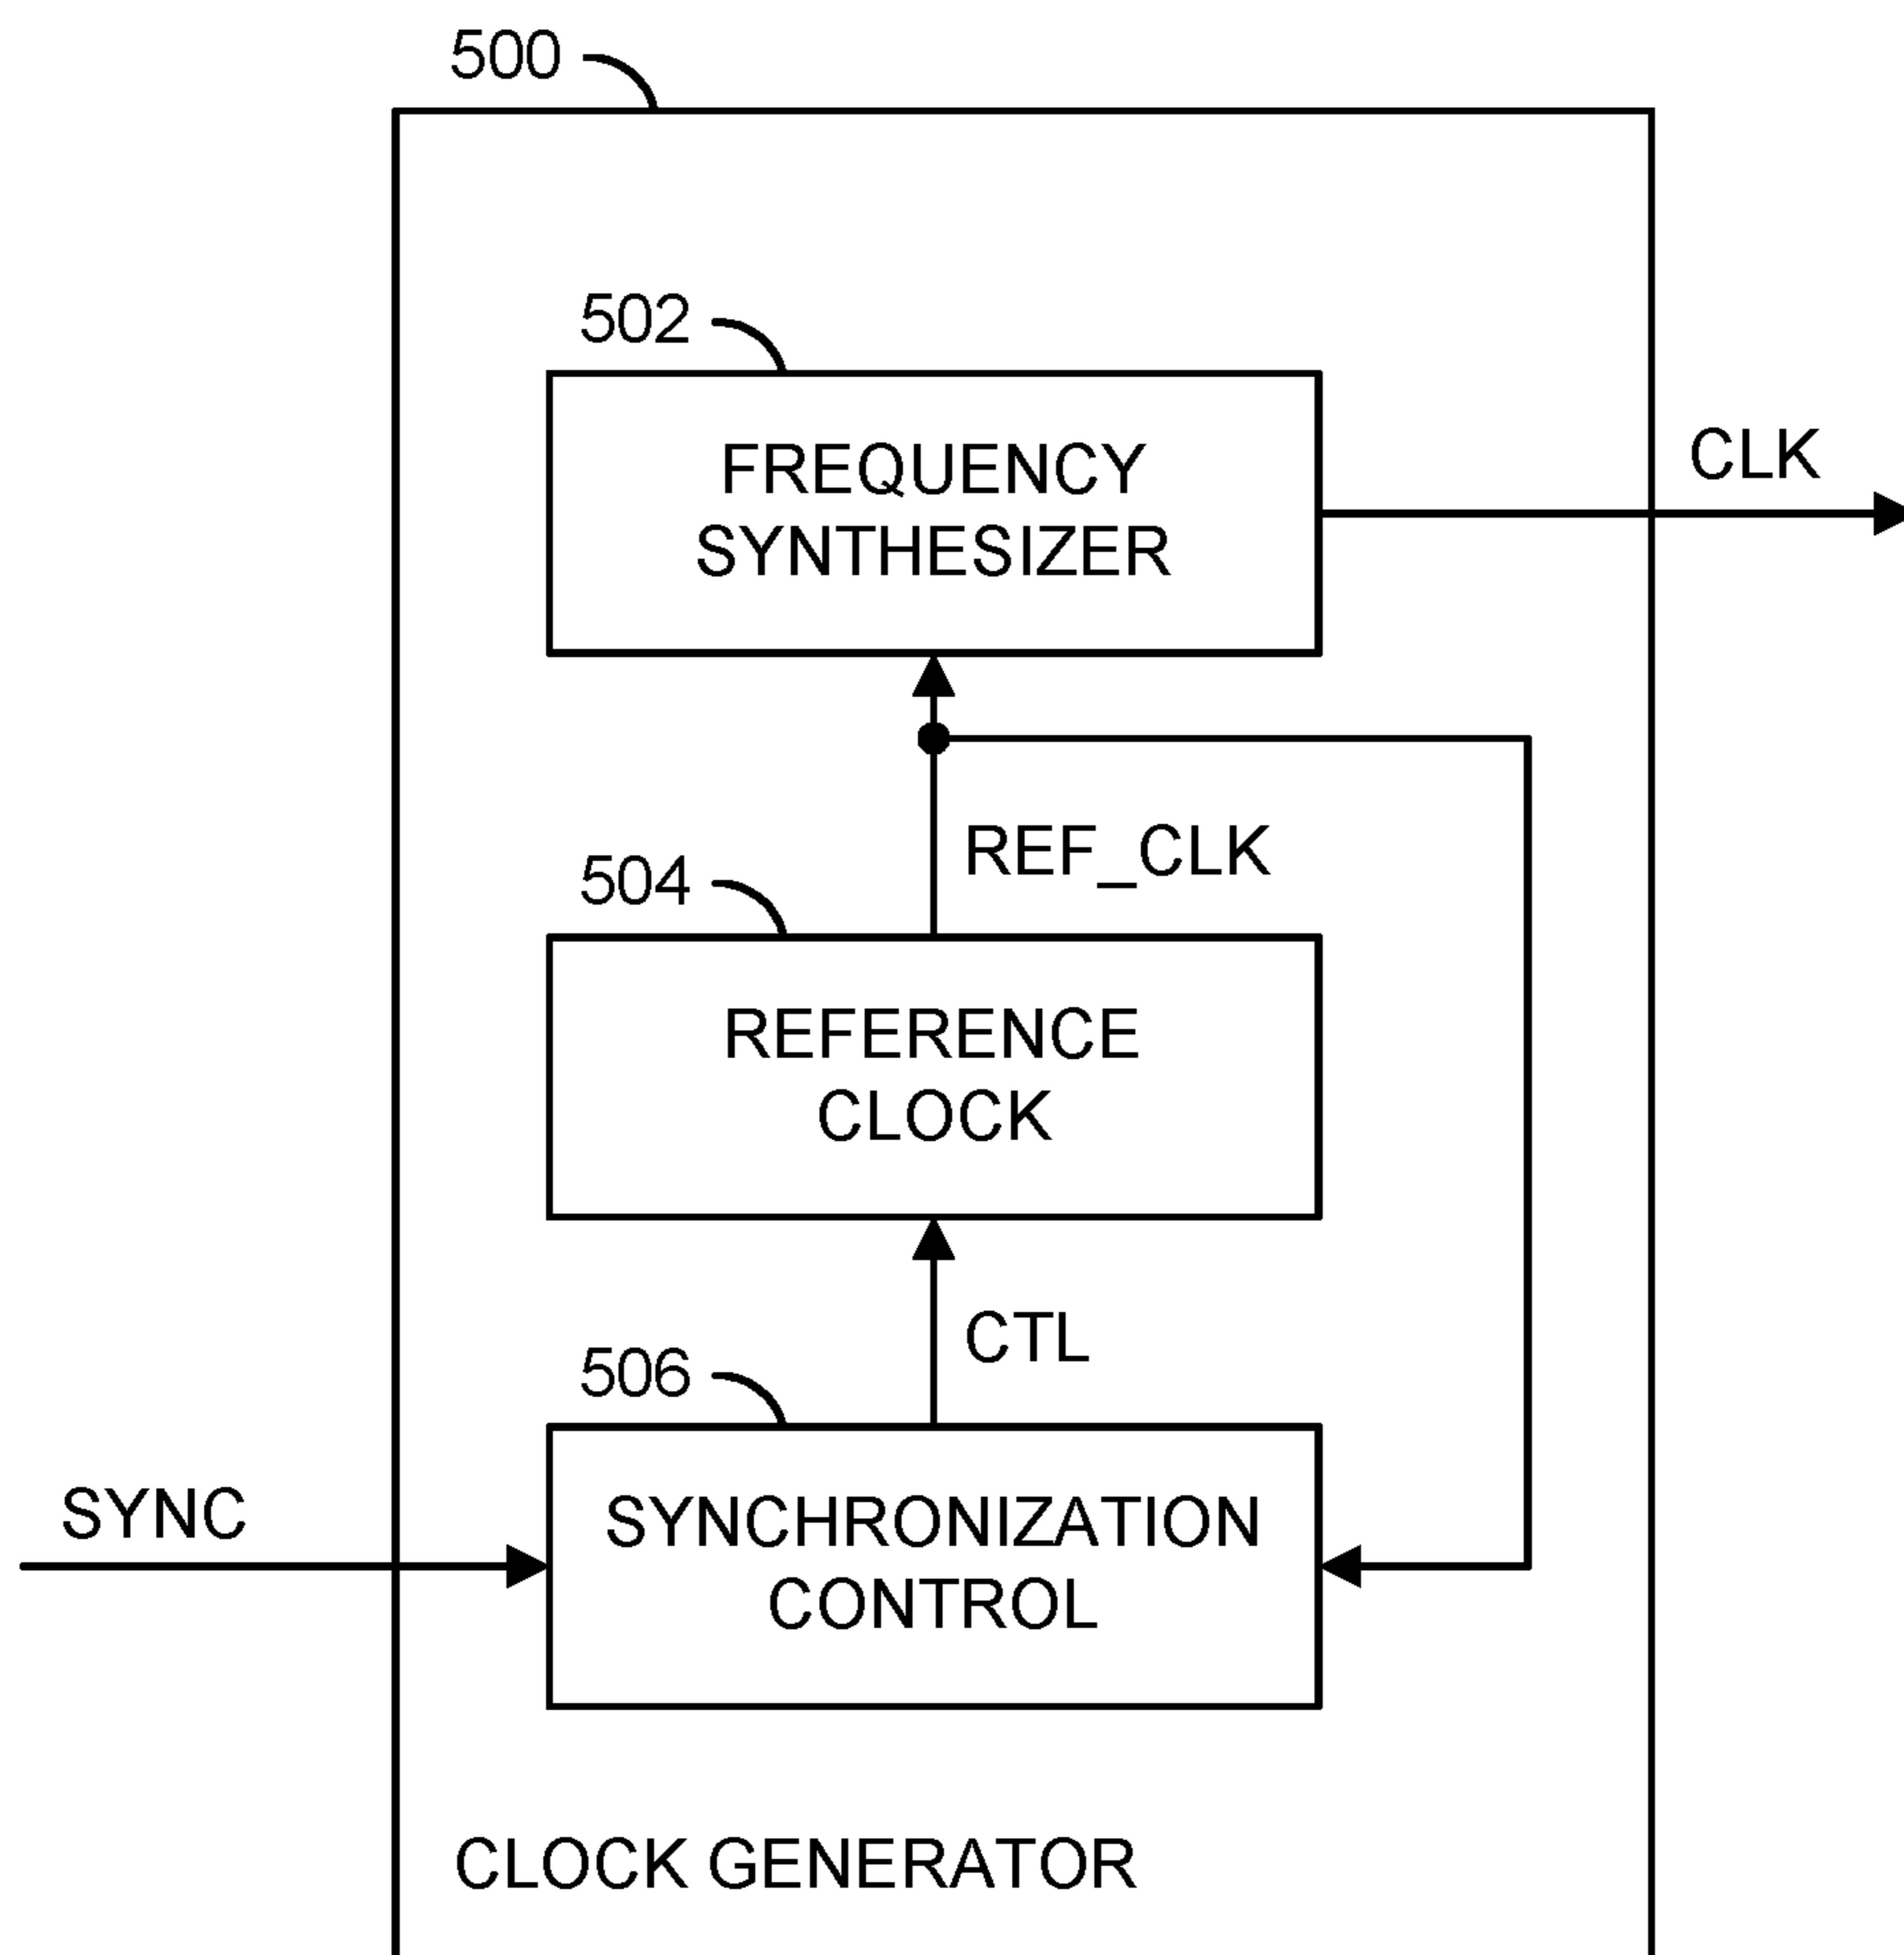 500
502
FREQUENCY
SYNTHESIZER
CLK
REF_CLK
504
REFERENCE
CLOCK
CTL
506
SYNC
SYNCHRONIZATION
CONTROL
CLOCK GENERATOR